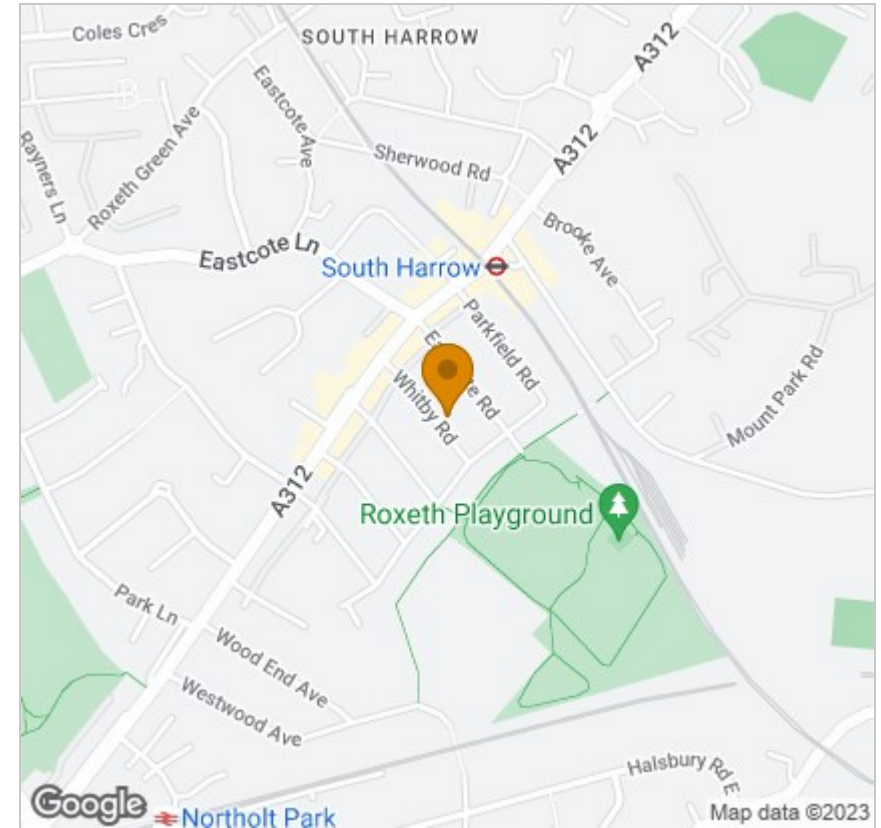 Coles Cres
SOUTH HARROW
A312
Eastcote Ave
A312
Rayners Ln
Roxeth Green Ave
Sherwood Rd
Brooke Ave
Eastcote Ln
South Harrow
Parkfield Rd
Whitby Rd
Mount Park Rd
A312
Roxeth Playground
Park Ln
Wood End Ave
Westwood Ave
Halsbury Rd E
Google
Northolt Park
Map data ©2023